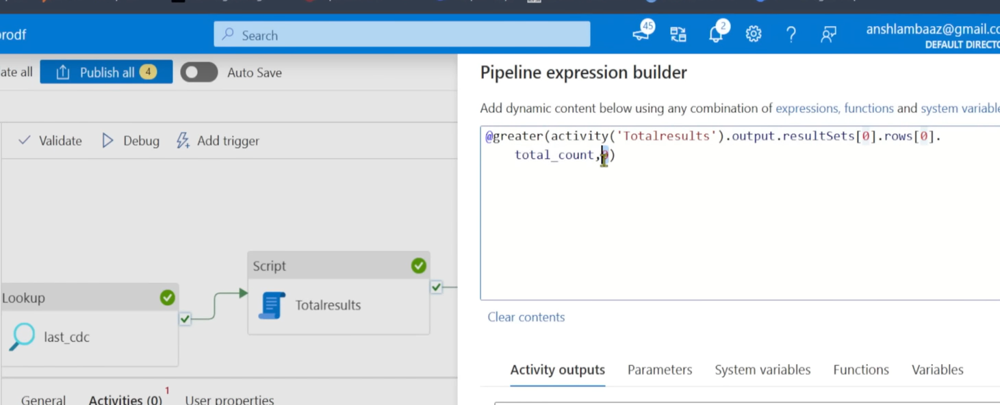 rodf
Search
45
2
anshlambaaz@gmail.co
DEFAULT DIRECTO
ate all
Publish all 4
Auto Save
Pipeline expression builder
Add dynamic content below using any combination of expressions, functions and system variable
Validate
Debug
Add trigger
@greater(activity('Totalresults').output.resultSets[0].rows[0].
total_count,0)
Script
Totalresults
Lookup
last_cdc
Clear contents
Activity outputs
Parameters
System variables
Functions
Variables
General
Activities (0) 1
User properties